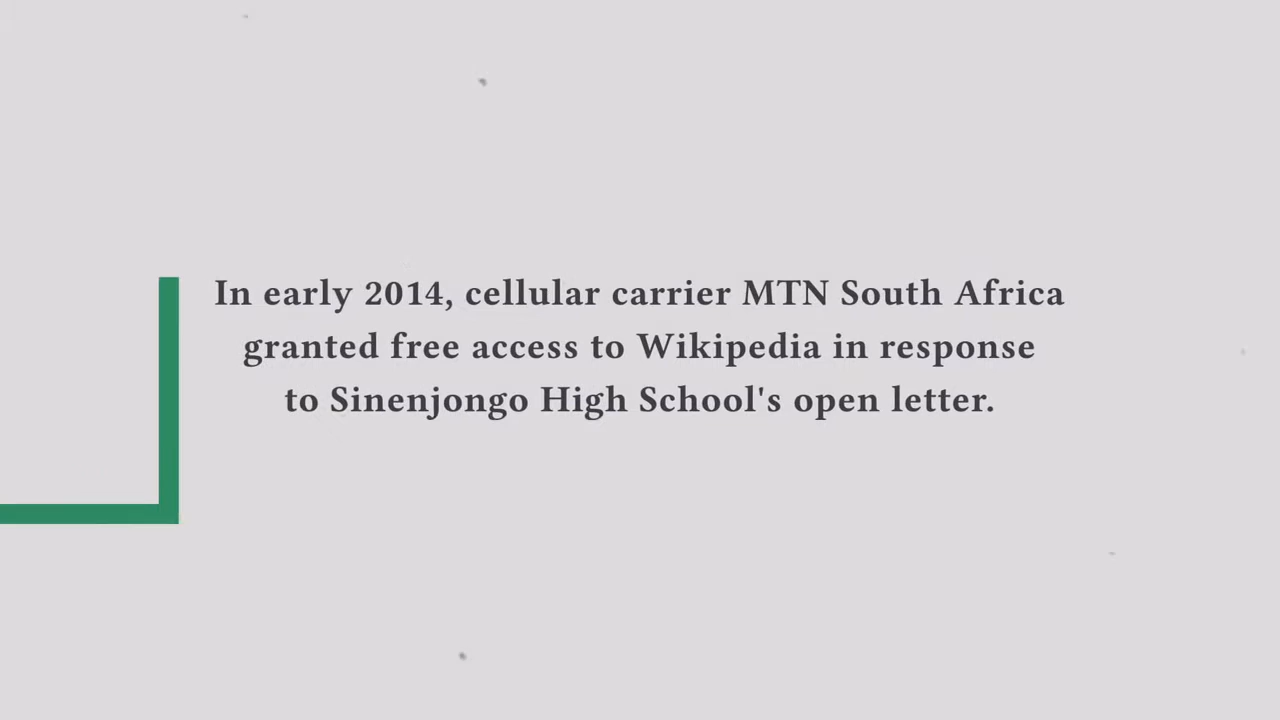 In early 2014, cellular carrier MTN South Africa
granted free access to Wikipedia in response
to Sinenjongo High School's open letter.